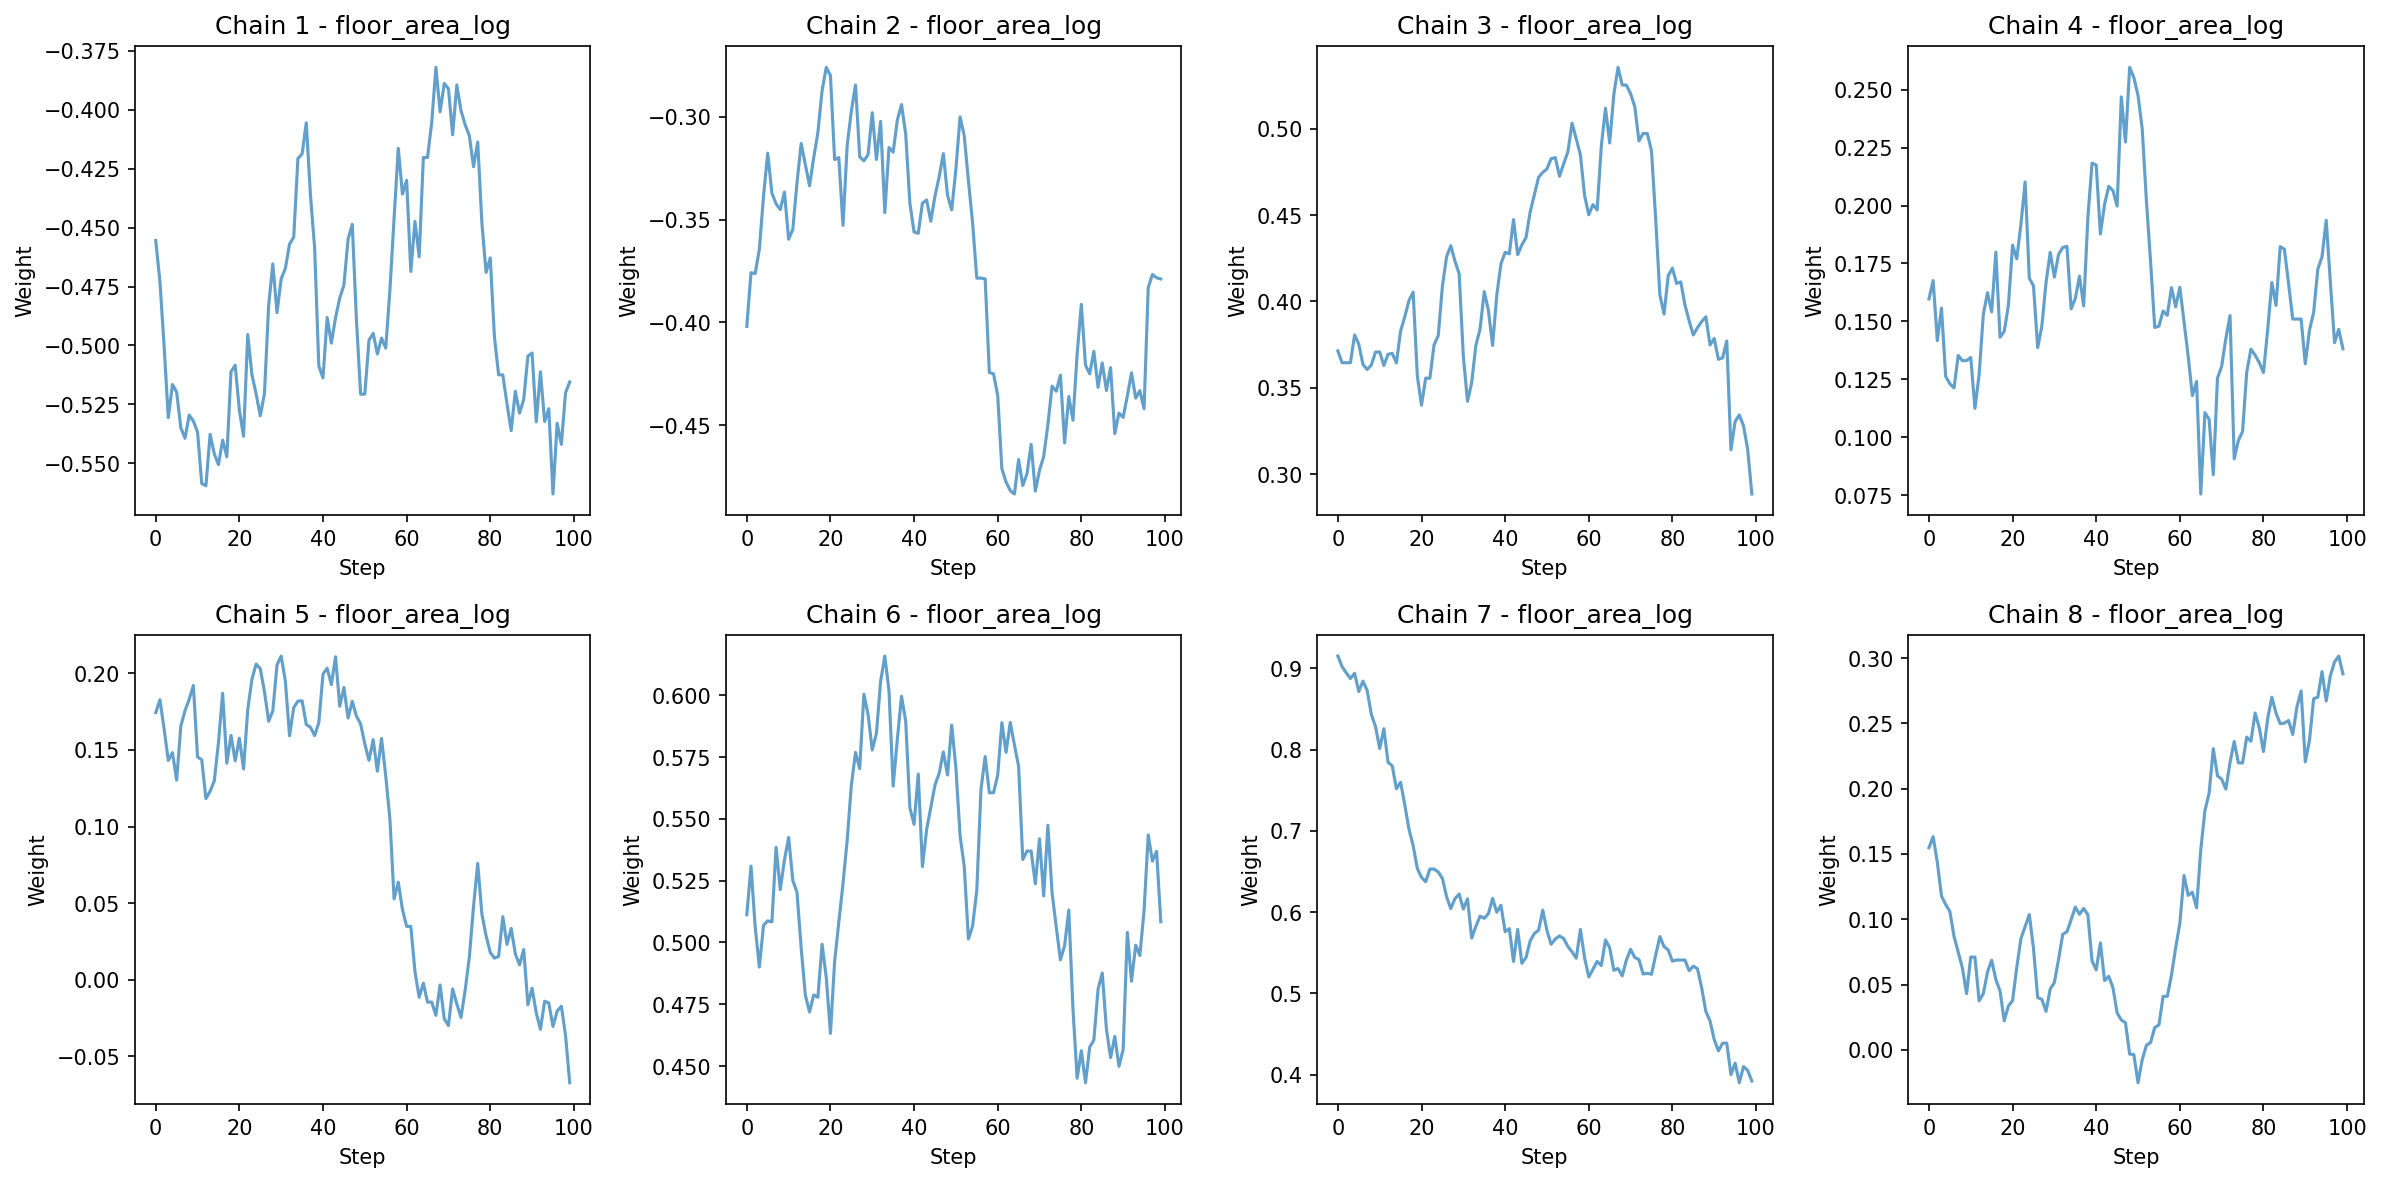 Chain 1 - floor_area_log
Weight
−0.375
−0.400
−0.425
−0.450
−0.475
−0.500
−0.525
−0.550
0 20 40 60 80 100
Step
Chain 2 - floor_area_log
Weight
−0.30
−0.35
−0.40
−0.45
0 20 40 60 80 100
Step
Chain 3 - floor_area_log
Weight
0.50
0.45
0.40
0.35
0.30
0 20 40 60 80 100
Step
Chain 4 - floor_area_log
Weight
0.250
0.225
0.200
0.175
0.150
0.125
0.100
0.075
0 20 40 60 80 100
Step
Chain 5 - floor_area_log
Weight
0.20
0.15
0.10
0.05
0.00
−0.05
0 20 40 60 80 100
Step
Chain 6 - floor_area_log
Weight
0.600
0.575
0.550
0.525
0.500
0.475
0.450
0 20 40 60 80 100
Step
Chain 7 - floor_area_log
Weight
0.9
0.8
0.7
0.6
0.5
0.4
0 20 40 60 80 100
Step
Chain 8 - floor_area_log
Weight
0.30
0.25
0.20
0.15
0.10
0.05
0.00
0 20 40 60 80 100
Step